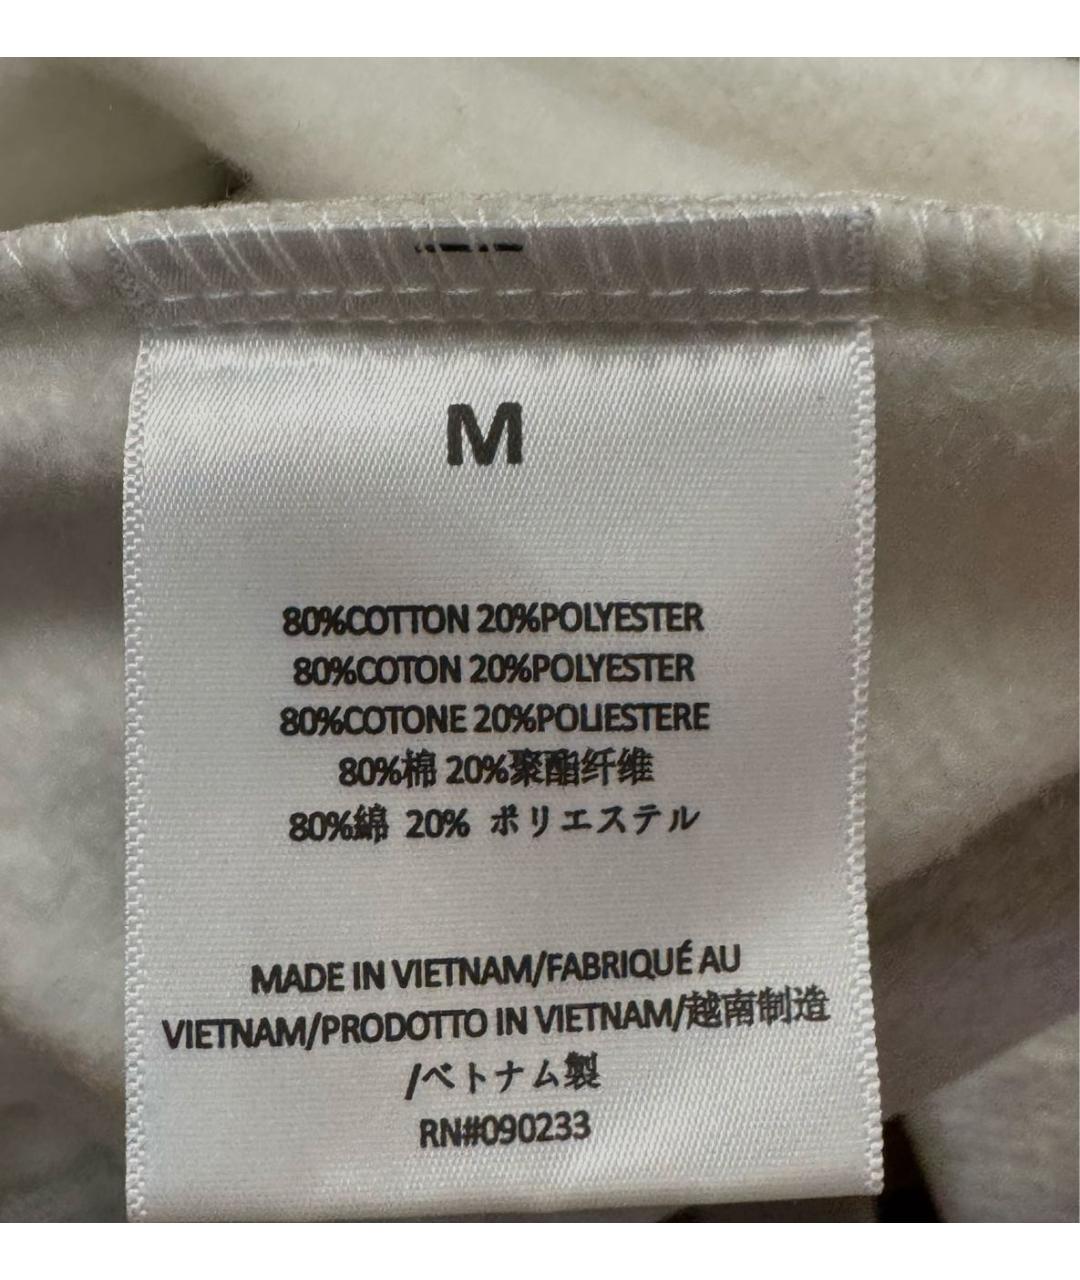 M
80%COTTON 20%POLYESTER
80%COTON 20%POLYESTER
80%COTONE 20%POLIESTERE
80%棉 20%聚酯纤维
80%綿 20% ポリエステル
MADE IN VIETNAM/FABRIQUÉ AU
VIETNAM/PRODOTTO IN VIETNAM/越南制造
/ベトナム製
RN#090233